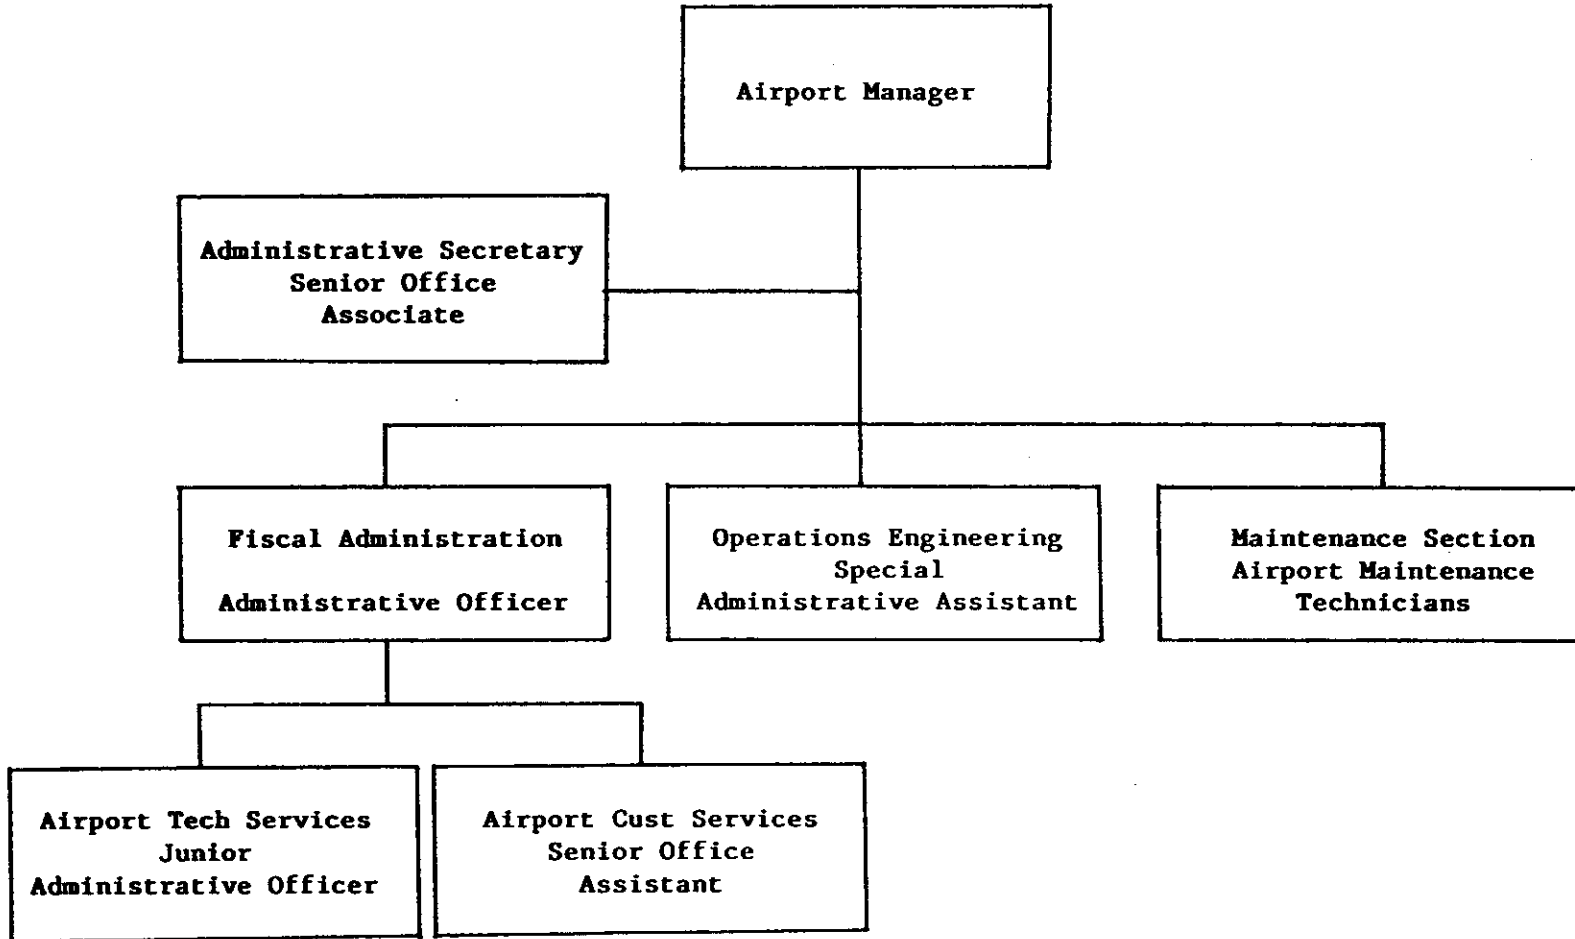 Airport Manager
Administrative Secretary
Senior Office
Associate
Fiscal Administration
Administrative Officer
Operations Engineering
Special
Administrative Assistant
Maintenance Section
Airport Maintenance
Technicians
Airport Tech Services
Junior
Administrative Officer
Airport Cust Services
Senior Office
Assistant